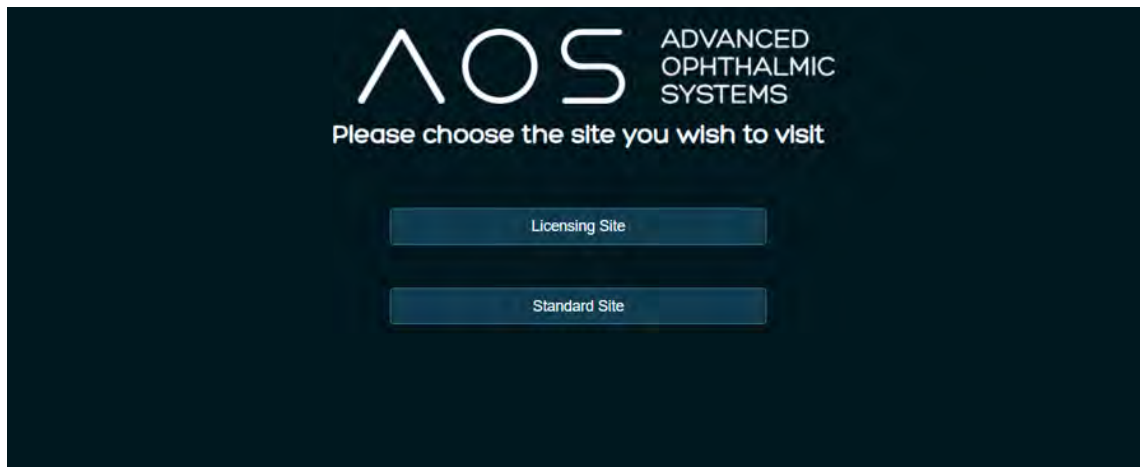 AOS
ADVANCED
OPHTHALMIC
SYSTEMS
Please choose the site you wish to visit
Licensing Site
Standard Site